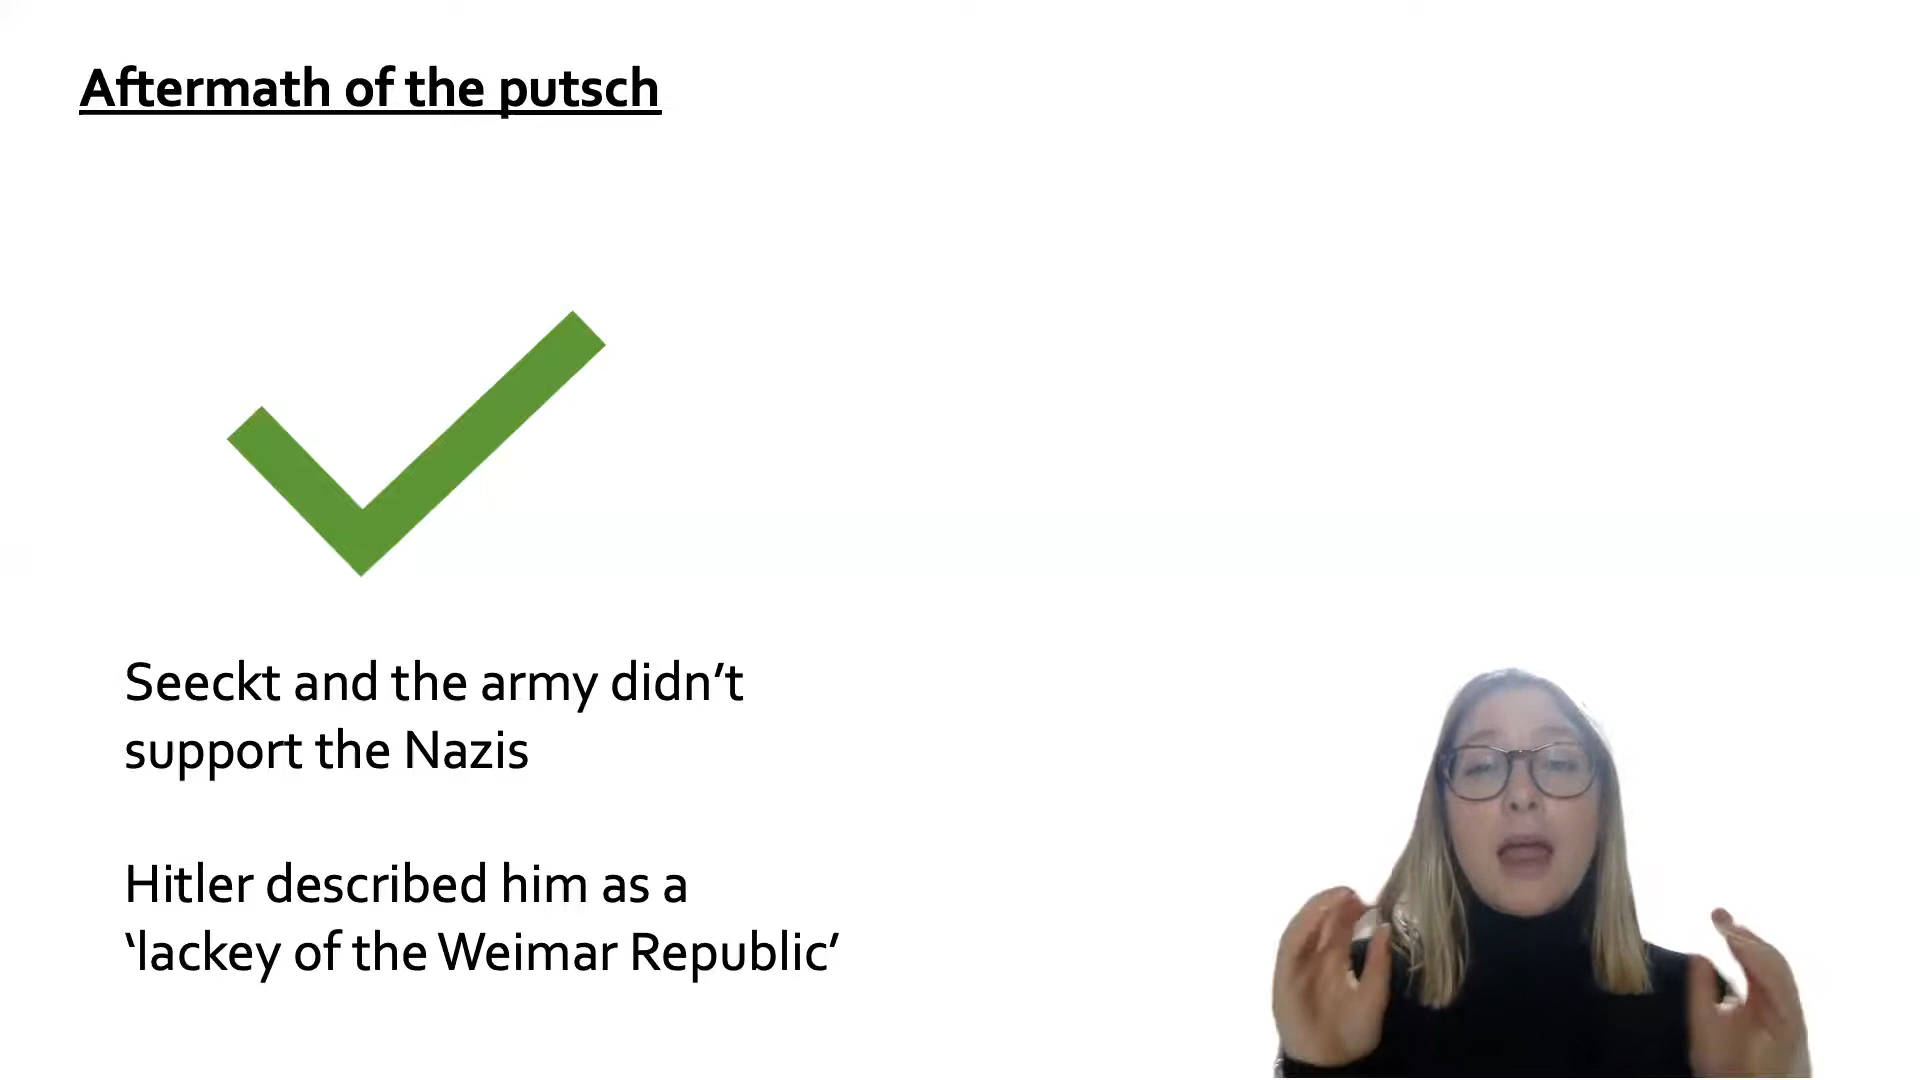 Aftermath of the putsch
Seeckt and the army didn’t
support the Nazis
Hitler described him as a
‘lackey of the Weimar Republic’